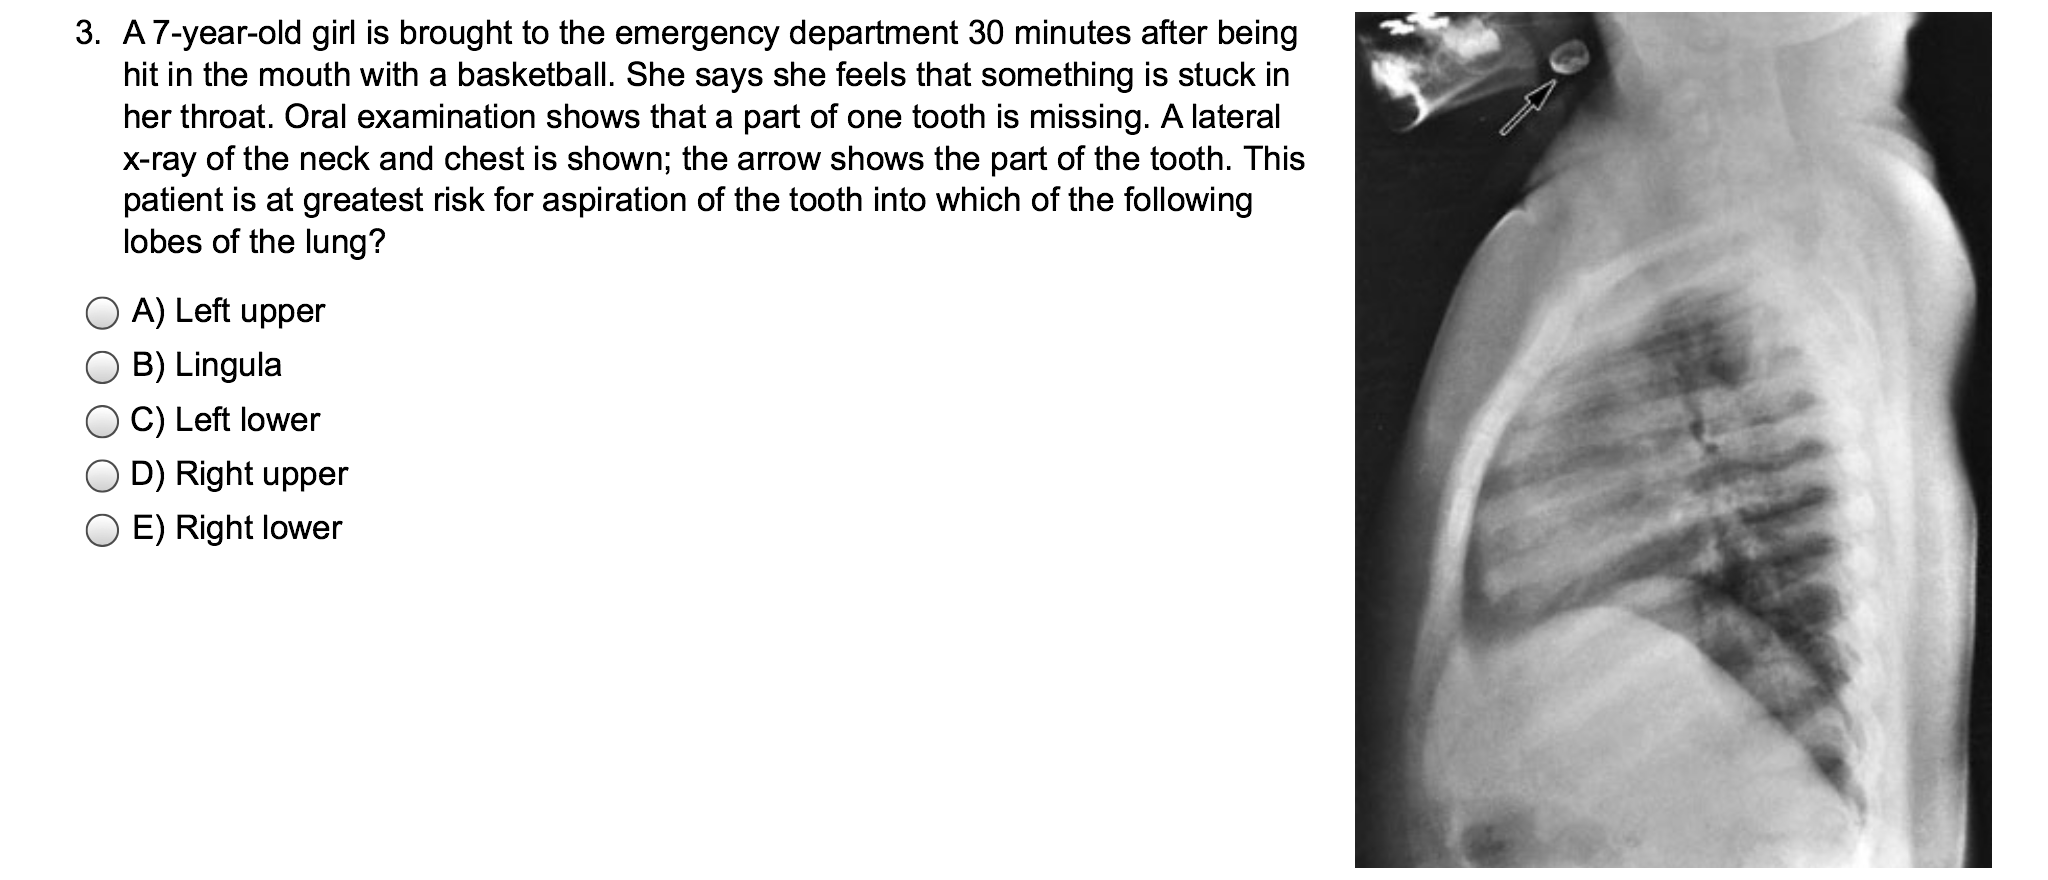 3. A 7-year-old girl is brought to the emergency department 30 minutes after being
hit in the mouth with a basketball. She says she feels that something is stuck in
her throat. Oral examination shows that a part of one tooth is missing. A lateral
x-ray of the neck and chest is shown; the arrow shows the part of the tooth. This
patient is at greatest risk for aspiration of the tooth into which of the following
lobes of the lung?
A) Left upper
B) Lingula
C) Left lower
D) Right upper
E) Right lower